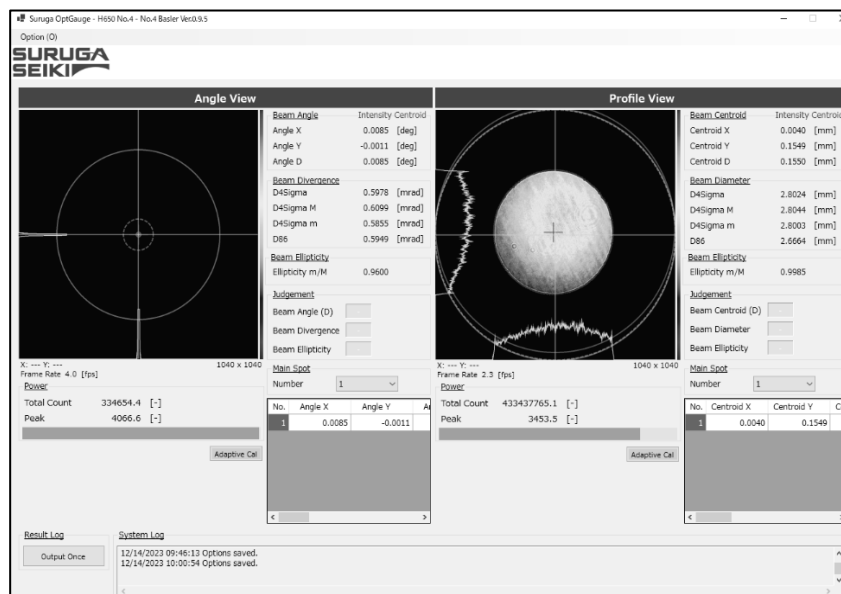 Suruga OptGauge - H650 No.4 - No.4 Basler Ver.0.9.5
Option (O)
SURUGA
SEIKI
Angle View
Beam Angle Intensity Centroid
Angle X 0.0085 [deg]
Angle Y -0.0011 [deg]
Angle D 0.0085 [deg]
Beam Divergence
D4Sigma 0.5978 [mrad]
D4Sigma M 0.6099 [mrad]
D4Sigma m 0.5855 [mrad]
D86 0.5949 [mrad]
Beam Ellipticity
Ellipticity m/M 0.9600
Judgement
Beam Angle (D) -
Beam Divergence -
Beam Ellipticity -
X: --- Y: --- 1040 x 1040
Frame Rate 4.0 [fps]
Power
Total Count 334654.4 [-]
Peak 4066.6 [-]
Adaptive Cal
Main Spot
Number 1
No. Angle X Angle Y
1 0.0085 -0.0011
Profile View
Beam Centroid Intensity Centroid
Centroid X 0.0040 [mm]
Centroid Y 0.1549 [mm]
Centroid D 0.1550 [mm]
Beam Diameter
D4Sigma 2.8024 [mm]
D4Sigma M 2.8044 [mm]
D4Sigma m 2.8003 [mm]
D86 2.6664 [mm]
Beam Ellipticity
Ellipticity m/M 0.9985
Judgement
Beam Centroid (D) -
Beam Diameter -
Beam Ellipticity -
X: --- Y: --- 1040 x 1040
Frame Rate 2.3 [fps]
Power
Total Count 433437765.1 [-]
Peak 3453.5 [-]
Adaptive Cal
Main Spot
Number 1
No. Centroid X Centroid Y
1 0.0040 0.1549
Result Log
Output Once
System Log
12/14/2023 09:46:13 Options saved.
12/14/2023 10:00:54 Options saved.